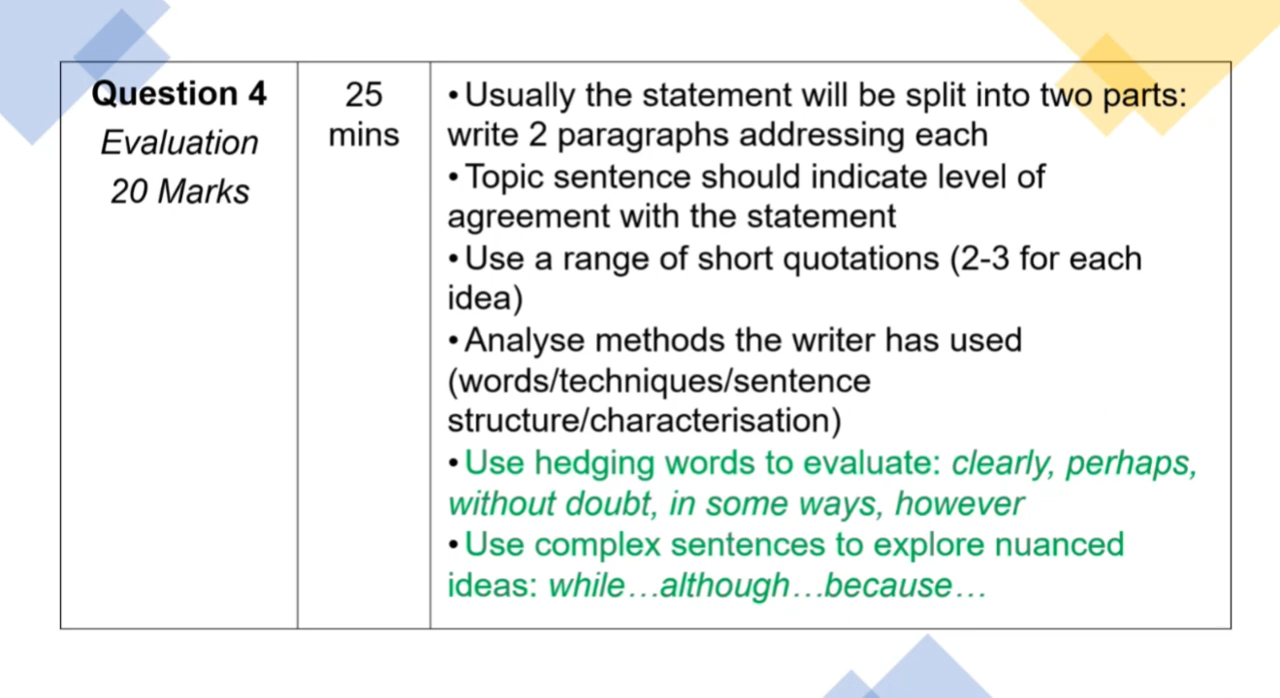 Question 4
Evaluation
20 Marks
25
mins
• Usually the statement will be split into two parts:
write 2 paragraphs addressing each
• Topic sentence should indicate level of
agreement with the statement
• Use a range of short quotations (2-3 for each
idea)
• Analyse methods the writer has used
(words/techniques/sentence
structure/characterisation)
• Use hedging words to evaluate: clearly, perhaps,
without doubt, in some ways, however
• Use complex sentences to explore nuanced
ideas: while…although…because…